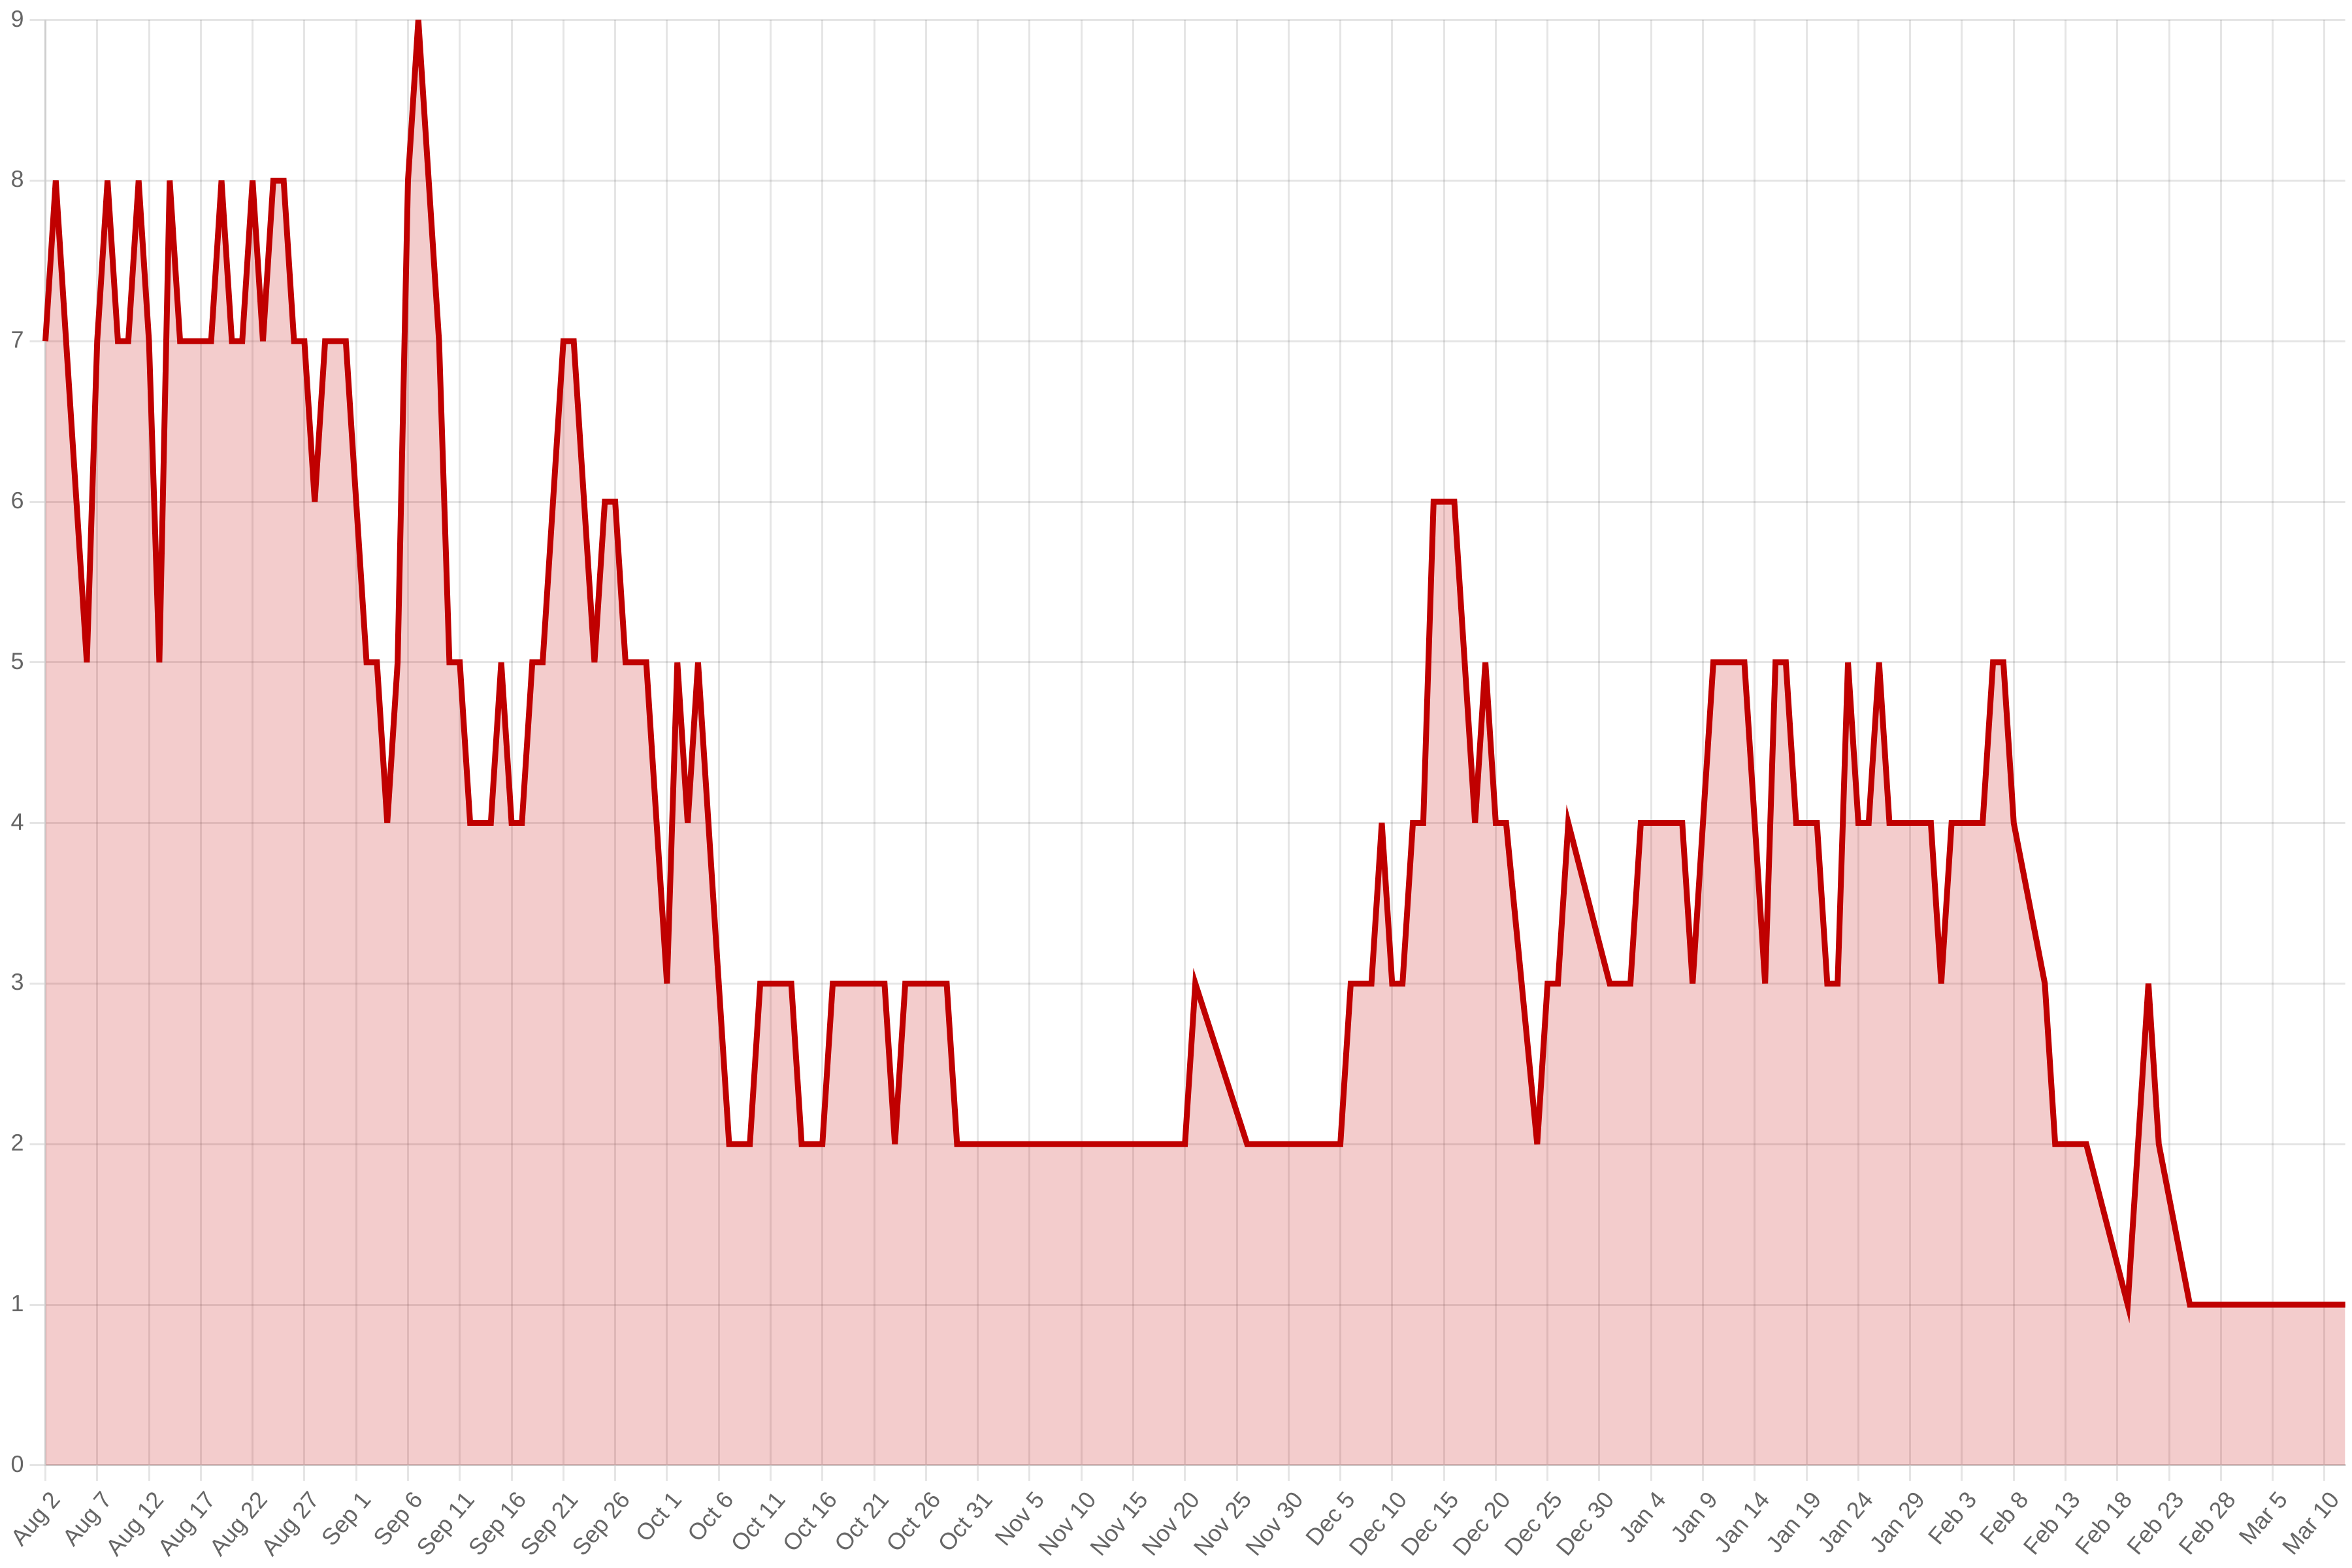 9
8
7
6
5
4
3
2
1
0
Aug 2
Aug 7
Aug 12
Aug 17
Aug 22
Aug 27
Sep 1
Sep 6
Sep 11
Sep 16
Sep 21
Sep 26
Oct 1
Oct 6
Oct 11
Oct 16
Oct 21
Oct 26
Oct 31
Nov 5
Nov 10
Nov 15
Nov 20
Nov 25
Nov 30
Dec 5
Dec 10
Dec 15
Dec 20
Dec 25
Dec 30
Jan 4
Jan 9
Jan 14
Jan 19
Jan 24
Jan 29
Feb 3
Feb 8
Feb 13
Feb 18
Feb 23
Feb 28
Mar 5
Mar 10